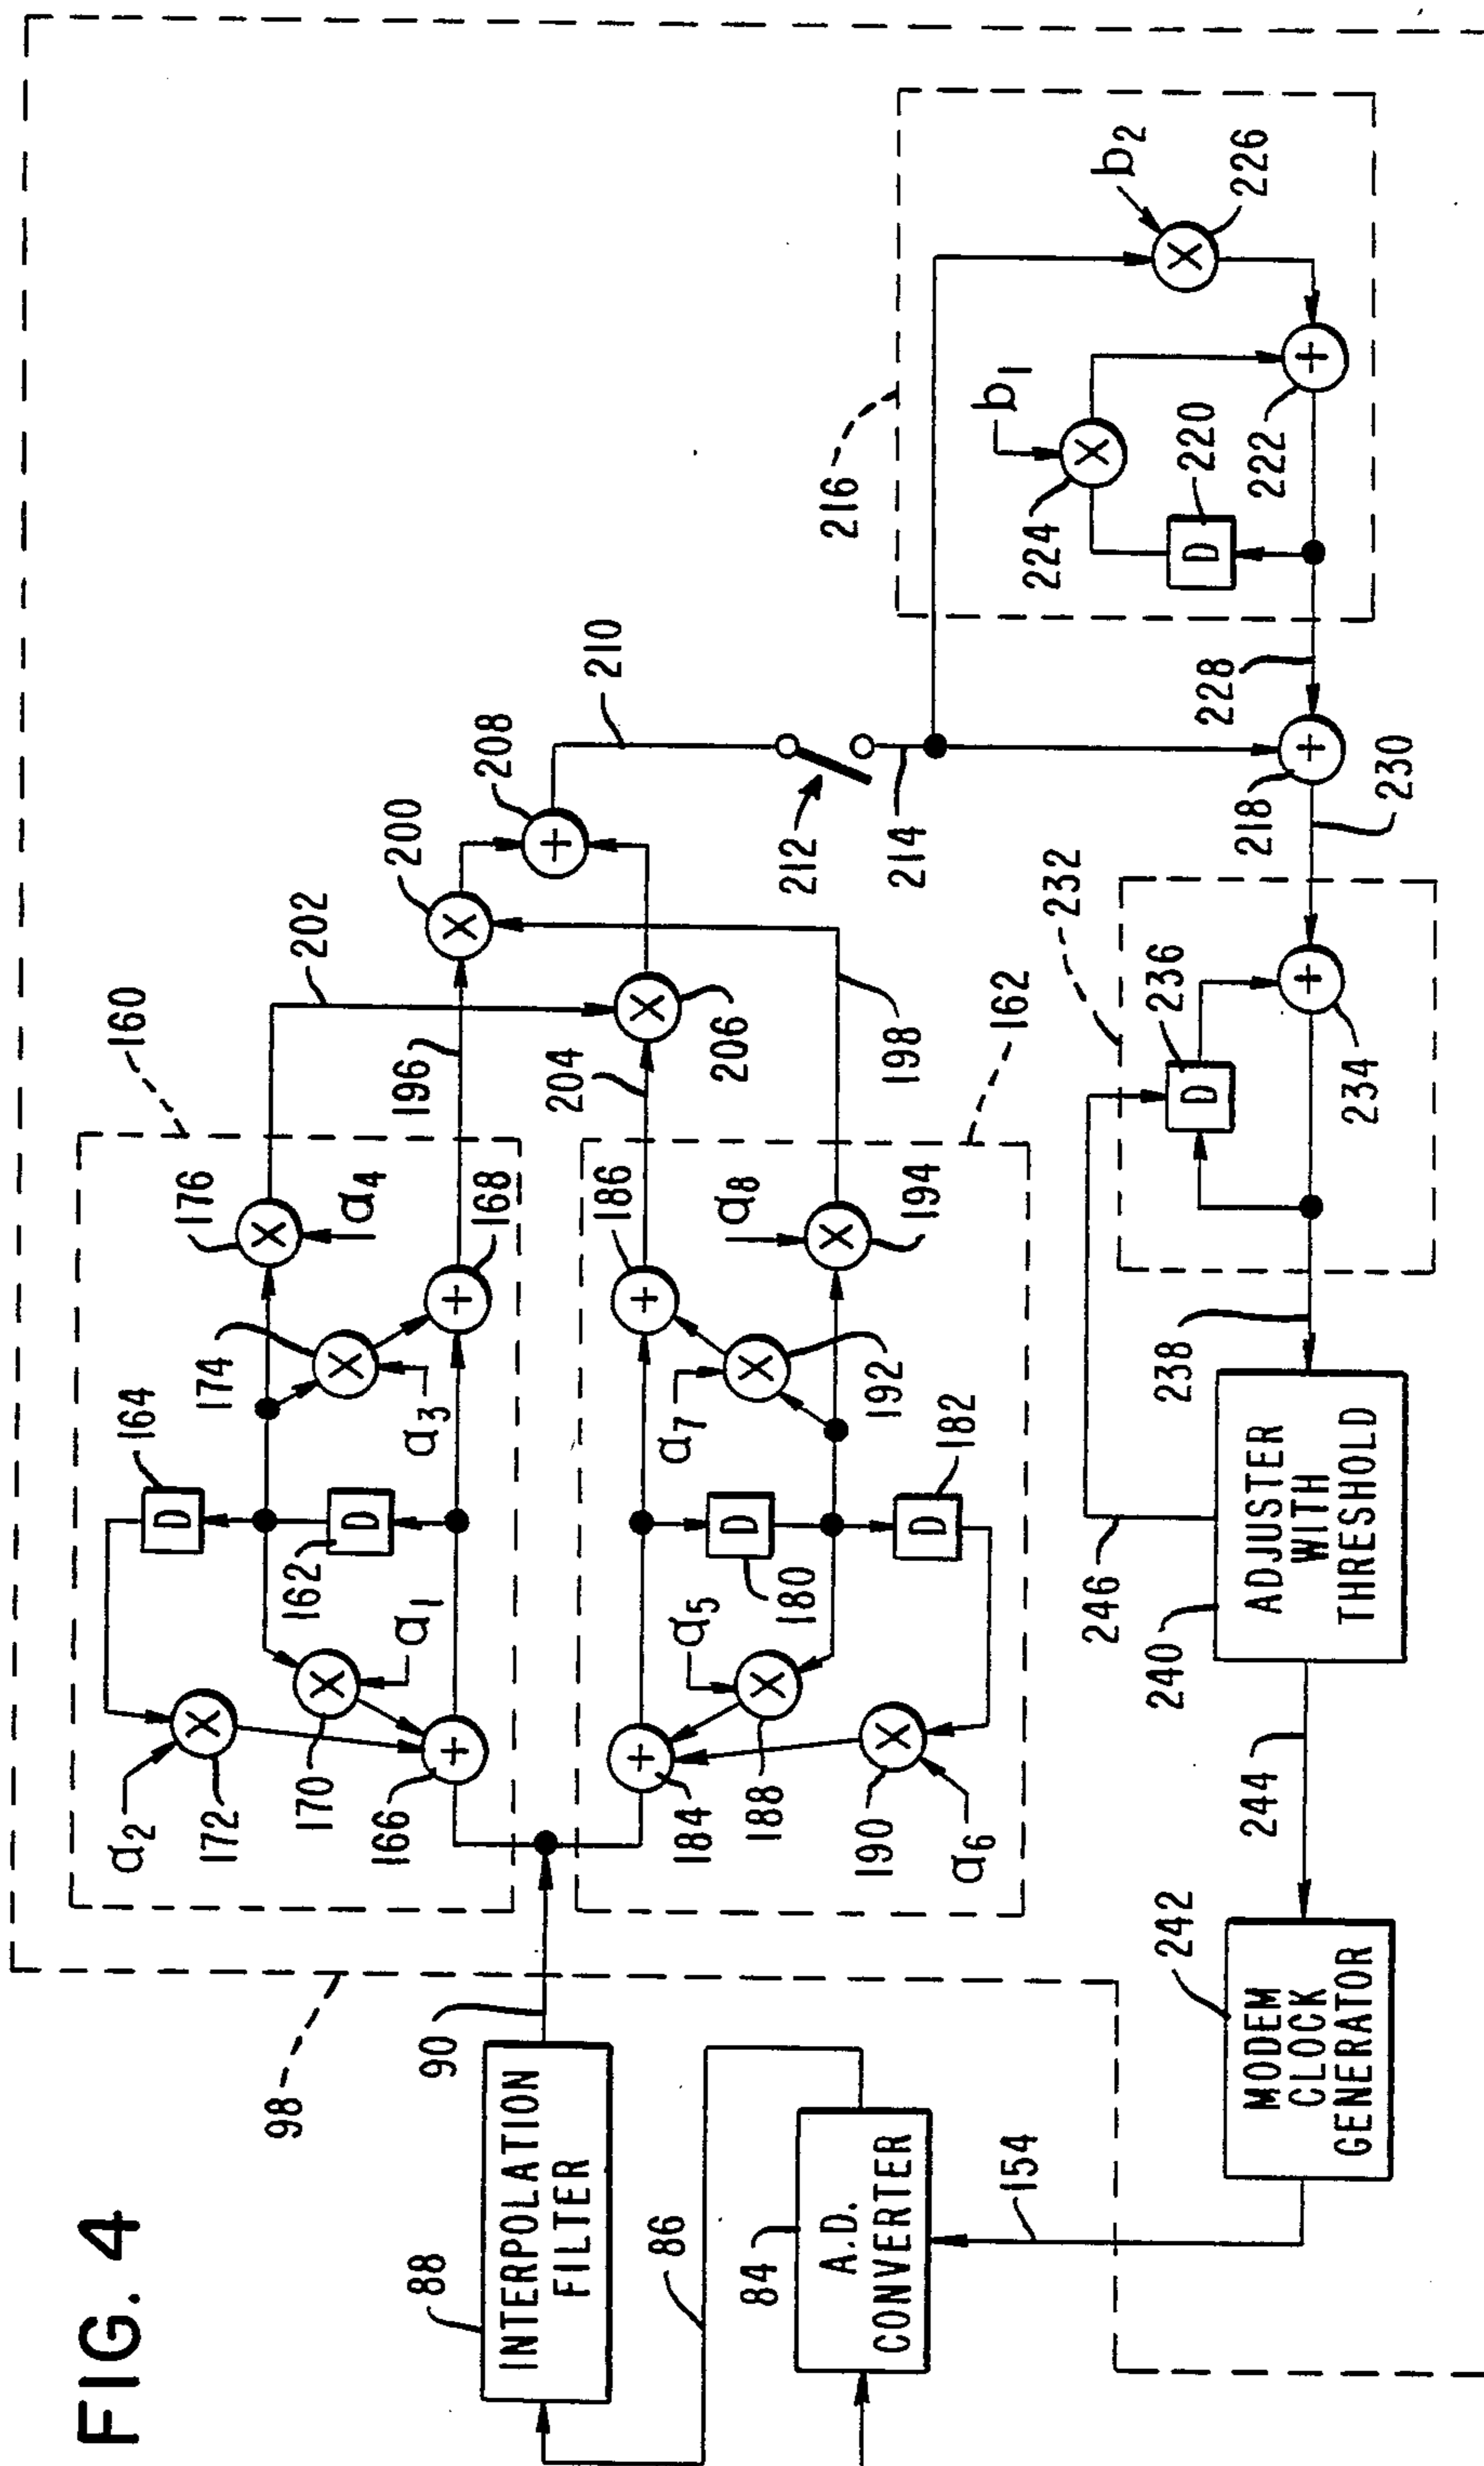 FIG. 4
160
a2
172
164
174
176
202
a4
200
170
a1
162
a3
196
168
208
166
210
98
88
INTERPOLATION
FILTER
90
204
206
184
a5
188
180
a7
186
a8
212
190
a6
192
182
194
198
162
214
216
86
84
A.D.
CONVERTER
154
b1
b2
224
D
220
226
222
228
218
230
232
236
234
246
238
240
ADJUSTER
WITH
THRESHOLD
244
242
MODEM
CLOCK
GENERATOR
D
D
D
D
D